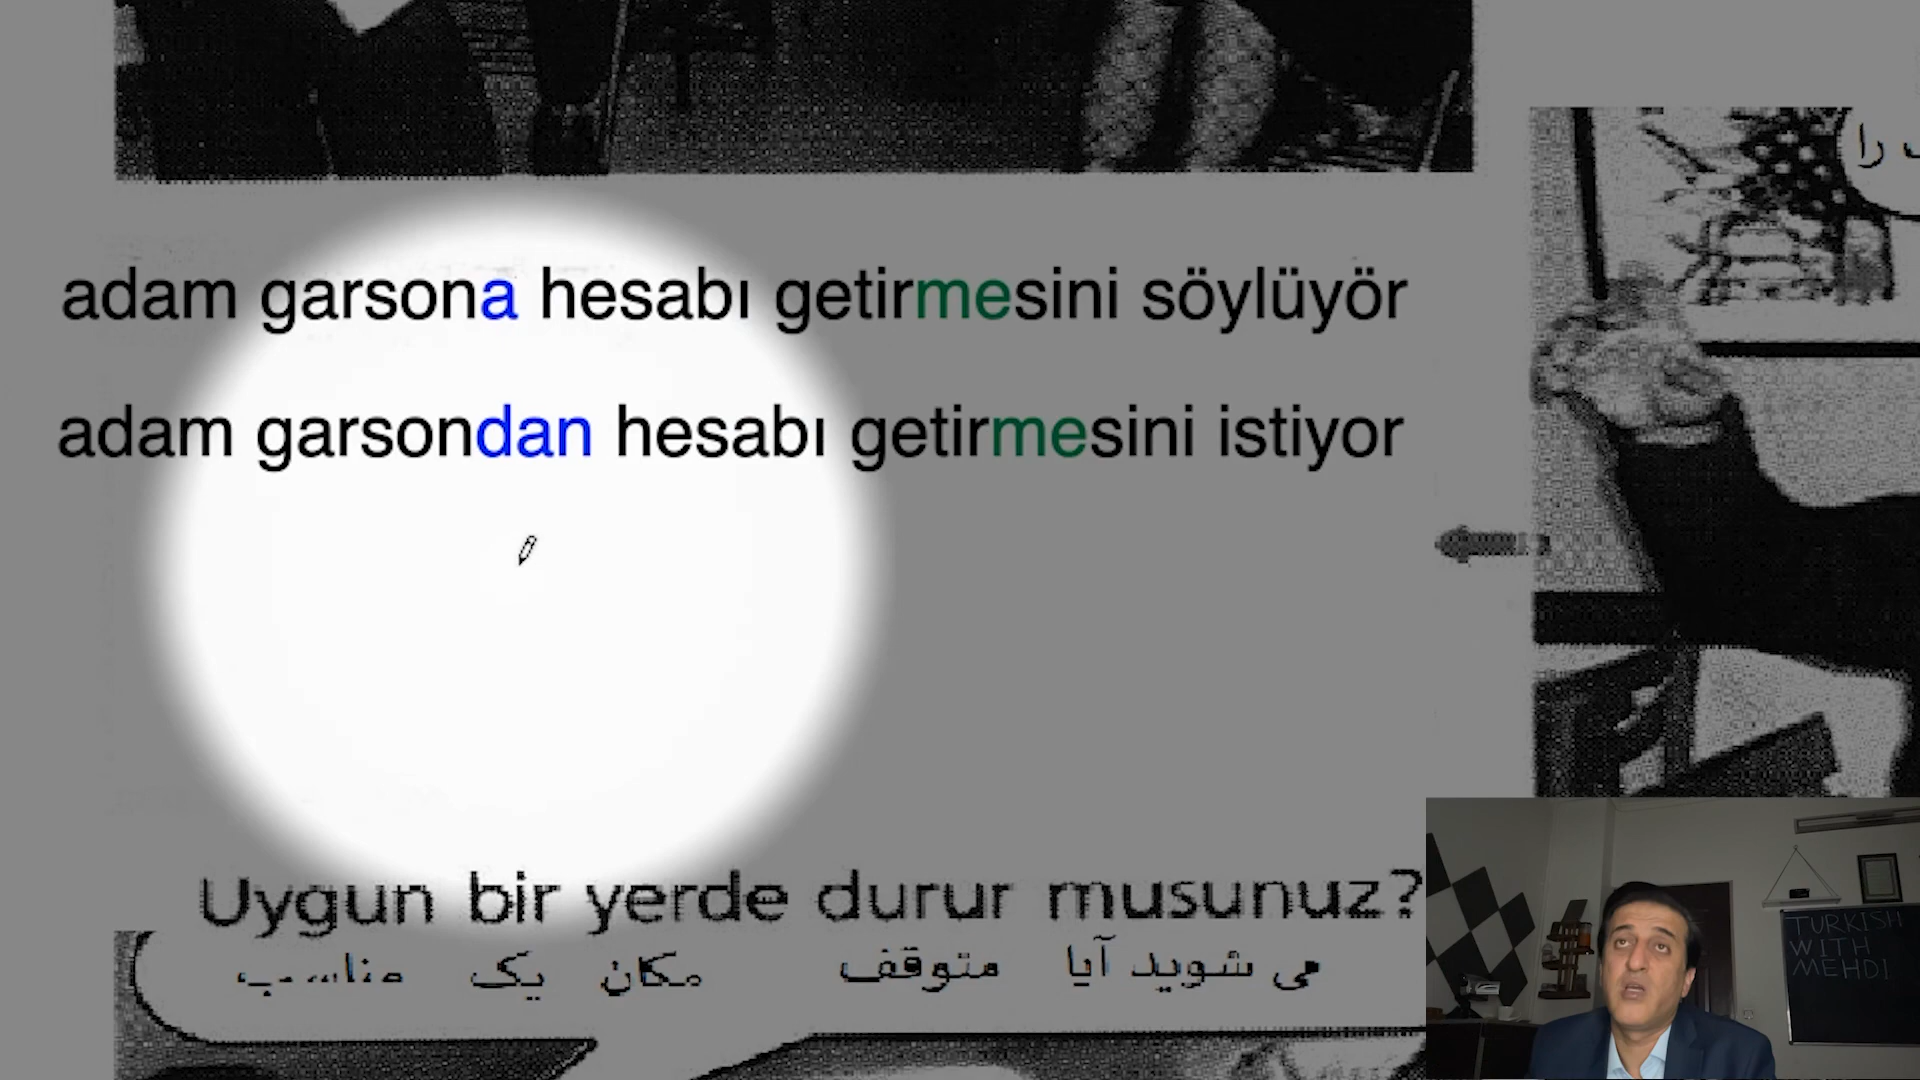 را
adam garsona hesabı getirmesini söylüyör
adam garsondan hesabı getirmesini istiyor
Uygun bir yerde durur musunuz?
مناسب یک مکان متوقف می شوید آیا
TURKISH
WITH
MEHDI